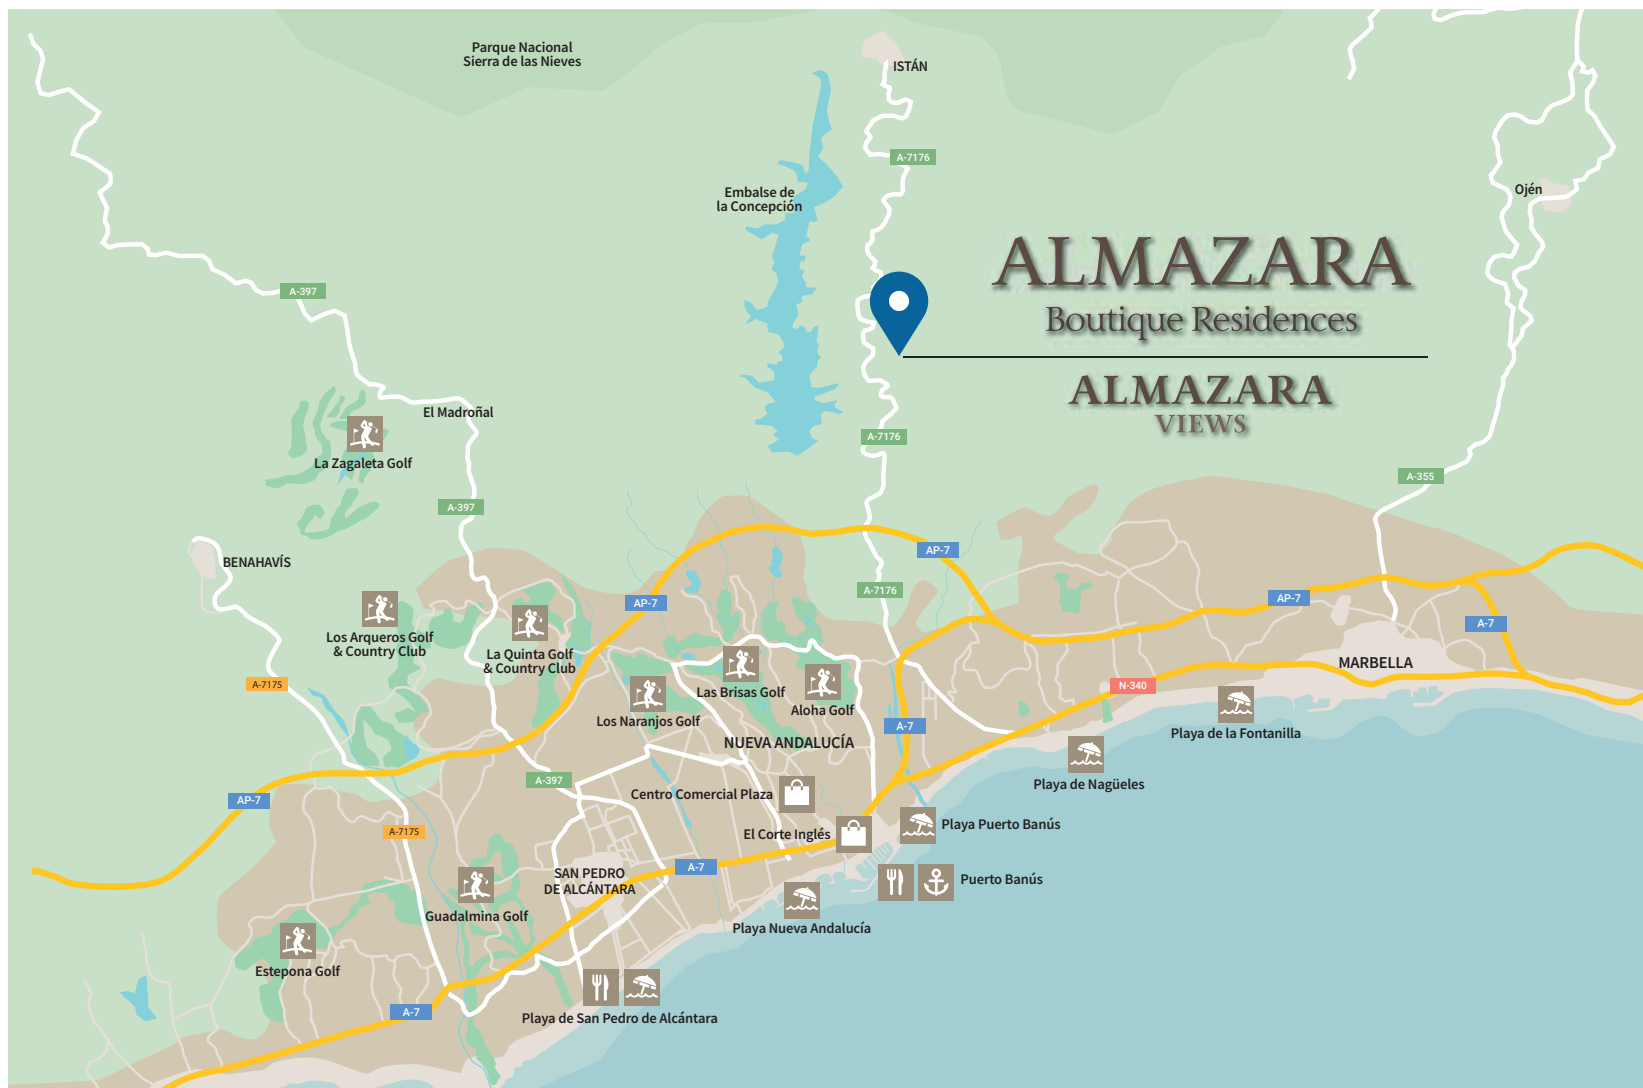 Parque Nacional
Sierra de las Nieves
ISTÁN
A-7176
Embalse de
la Concepción
Ojén
ALMAZARA
Boutique Residences
ALMAZARA
VIEWS
A-397
El Madroñal
La Zagaleta Golf
A-7176
A-355
A-397
BENAHAVÍS
AP-7
A-7176
AP-7
AP-7
A-7
Los Arqueros Golf
& Country Club
La Quinta Golf
& Country Club
MARBELLA
A-7175
Las Brisas Golf
Aloha Golf
N-340
Los Naranjos Golf
A-7
Playa de la Fontanilla
NUEVA ANDALUCÍA
A-397
Playa de Nagüeles
AP-7
Centro Comercial Plaza
A-7175
El Corte Inglés
Playa Puerto Banús
A-7
SAN PEDRO
DE ALCÁNTARA
Puerto Banús
Guadalmina Golf
Playa Nueva Andalucía
Estepona Golf
A-7
Playa de San Pedro de Alcántara